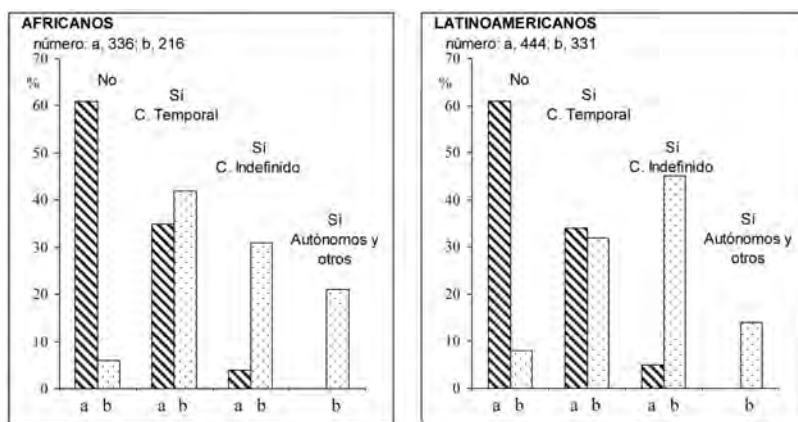 AFRICANOS
número: a, 336; b, 216
70
%
60
50
40
30
20
10
0
No
Sí
C. Temporal
Sí
C. Indefinido
Sí
Autónomos y
otros
a b a b a b b
LATINOAMERICANOS
número: a, 444; b, 331
70
%
60
50
40
30
20
10
0
No
Sí
C. Temporal
Sí
C. Indefinido
Sí
Autónomos y
otros
a b a b a b b